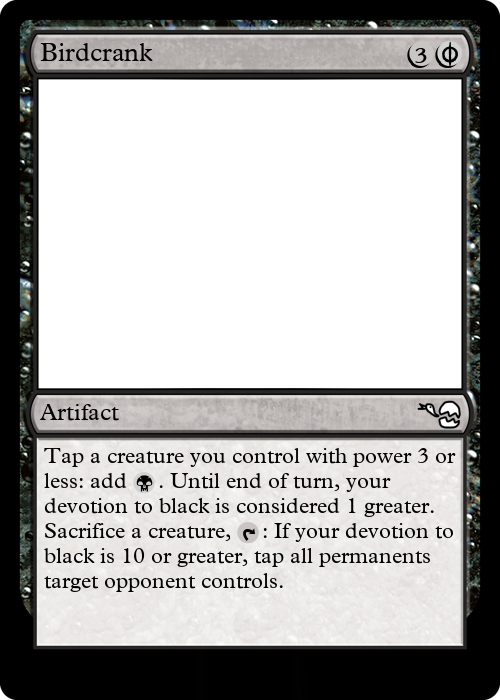 Birdcrank 3
Artifact
Tap a creature you control with power 3 or
less: add . Until end of turn, your
devotion to black is considered 1 greater.
Sacrifice a creature, : If your devotion to
black is 10 or greater, tap all permanents
target opponent controls.